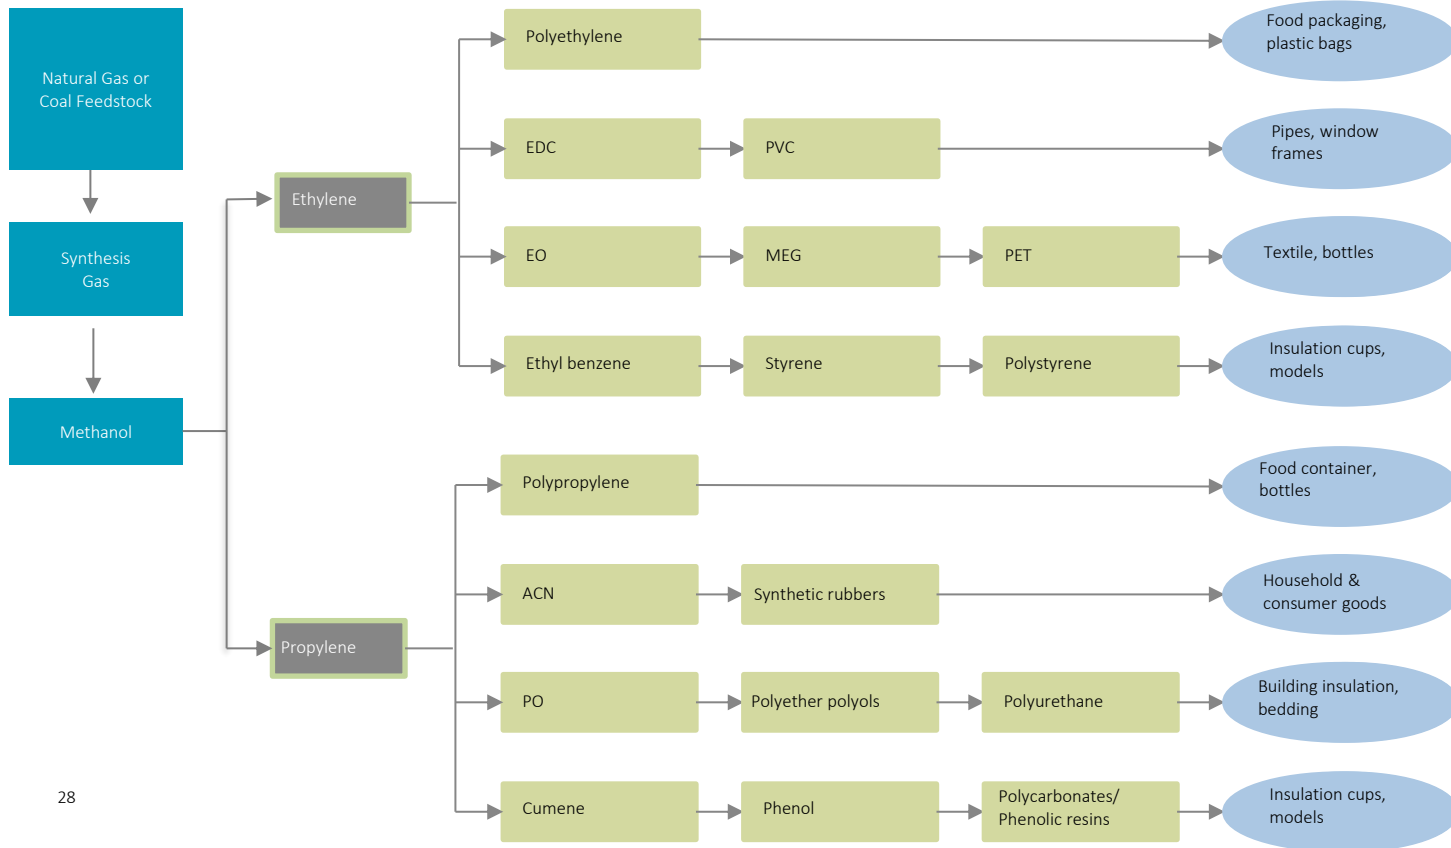 Natural Gas or
Coal Feedstock
Synthesis
Gas
Methanol
Ethylene
Propylene
Polyethylene
Food packaging,
plastic bags
EDC
PVC
Pipes, window
frames
EO
MEG
PET
Textile, bottles
Ethyl benzene
Styrene
Polystyrene
Insulation cups,
models
Polypropylene
Food container,
bottles
ACN
Synthetic rubbers
Household &
consumer goods
PO
Polyether polyols
Polyurethane
Building insulation,
bedding
Cumene
Phenol
Polycarbonates/
Phenolic resins
Insulation cups,
models
28